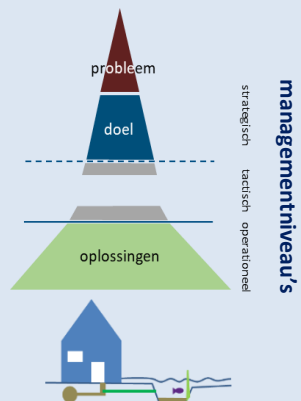 probleem
doel
oplossingen
strategisch
tactisch
operationeel
managementniveau's